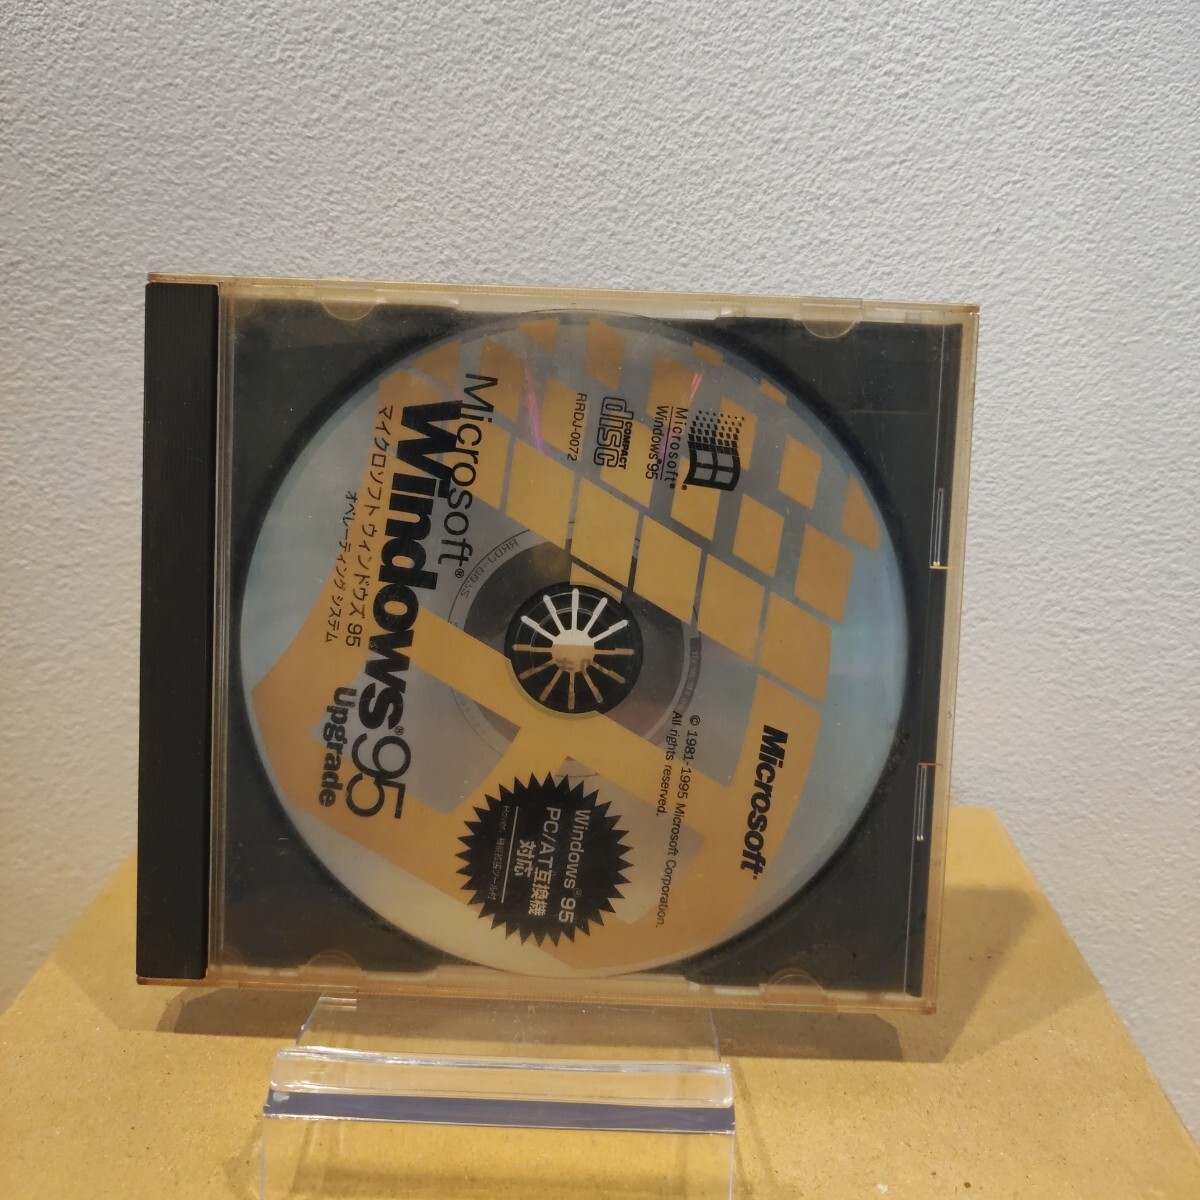 Microsoft®
Windows®95
RRDJ-0072
COMPACT
disc
Microsoft®
Windows®95
Upgrade
マイクロソフト ウィンドウズ 95
オペレーティング システム
Microsoft
© 1981-1995 Microsoft Corporation.
All rights reserved.
Windows® 95
PC/AT互換機
対応